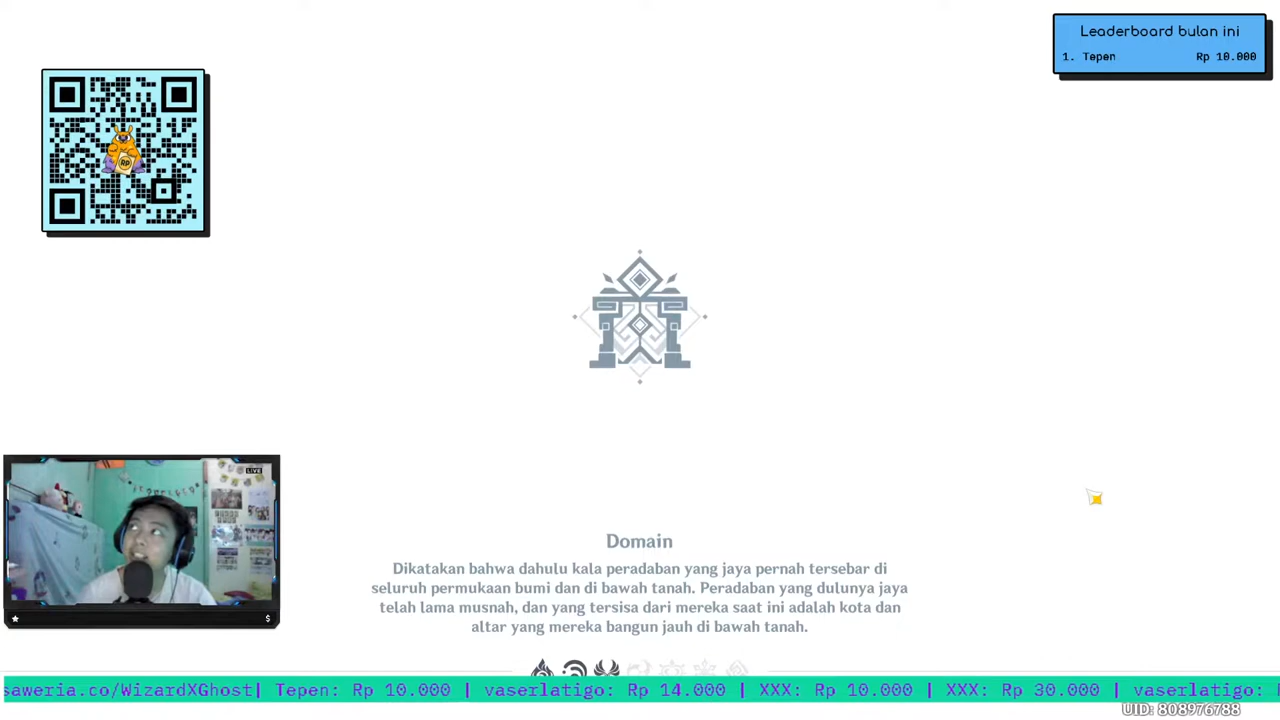 Leaderboard bulan ini
1. Tepen Rp 10.000
RP
LIVE
Domain
Dikatakan bahwa dahulu kala peradaban yang jaya pernah tersebar di
seluruh permukaan bumi dan di bawah tanah. Peradaban yang dulunya jaya
telah lama musnah, dan yang tersisa dari mereka saat ini adalah kota dan
altar yang mereka bangun jauh di bawah tanah.
saweria.co/WizardXGhost| Tepen: Rp 10.000 | vaserlatigo: Rp 14.000 | XXX: Rp 10.000 | XXX: Rp 30.000 | vaserlatigo:
UID: 808976788